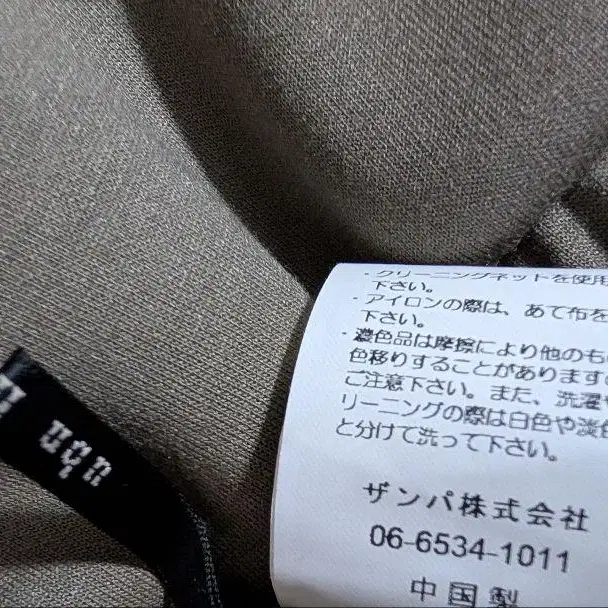 ・クリーニングネットを使用
下さい。
・アイロンの際は、あて布を
下さい。
・濃色品は摩擦により他のも
色移りすることがあります
ご注意下さい。また、洗濯や
リーニングの際は白色や淡色
と分けて洗って下さい。
ザンパ株式会社
06-6534-1011
中国製